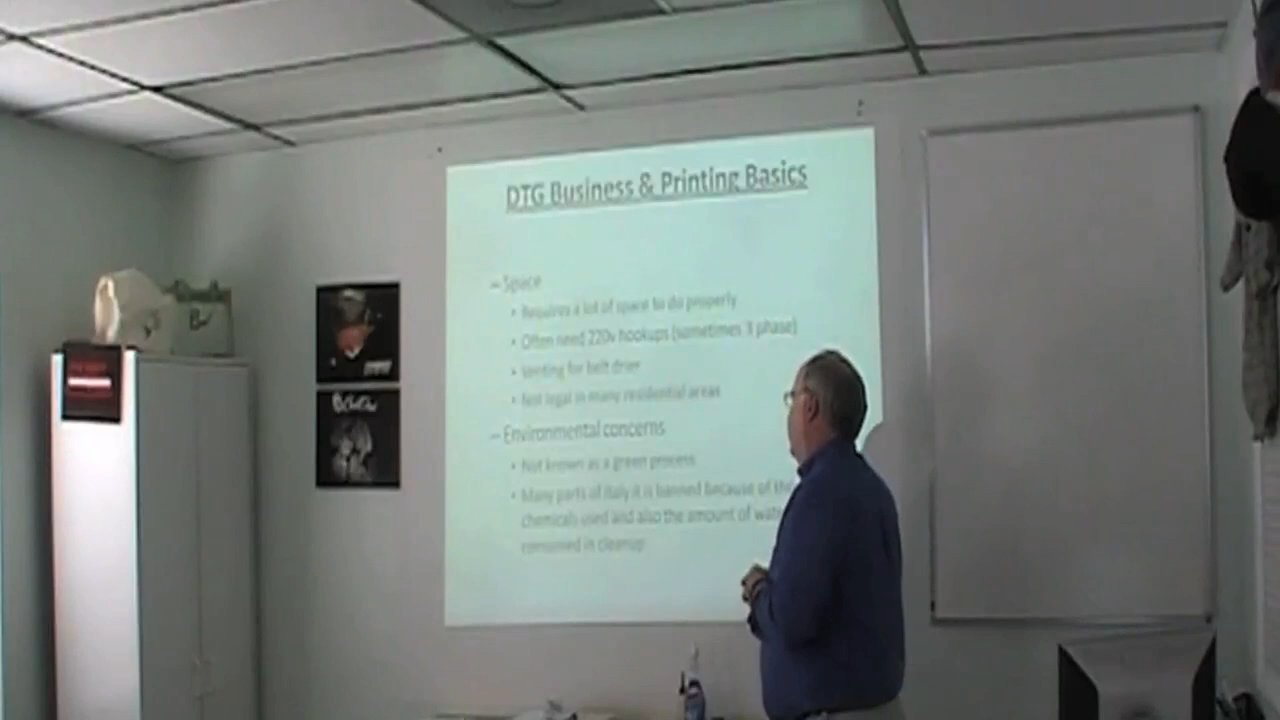 DTG Business & Printing Basics
– Space
• Requires a lot of space to do properly
• Often need 220v hookups (sometimes 3 phase)
• Venting for belt drier
• Not legal in many residential areas
– Environmental concerns
• Not known as a green process
• Many parts of Italy it is banned because of the
chemicals used and also the amount of water
consumed in cleanup